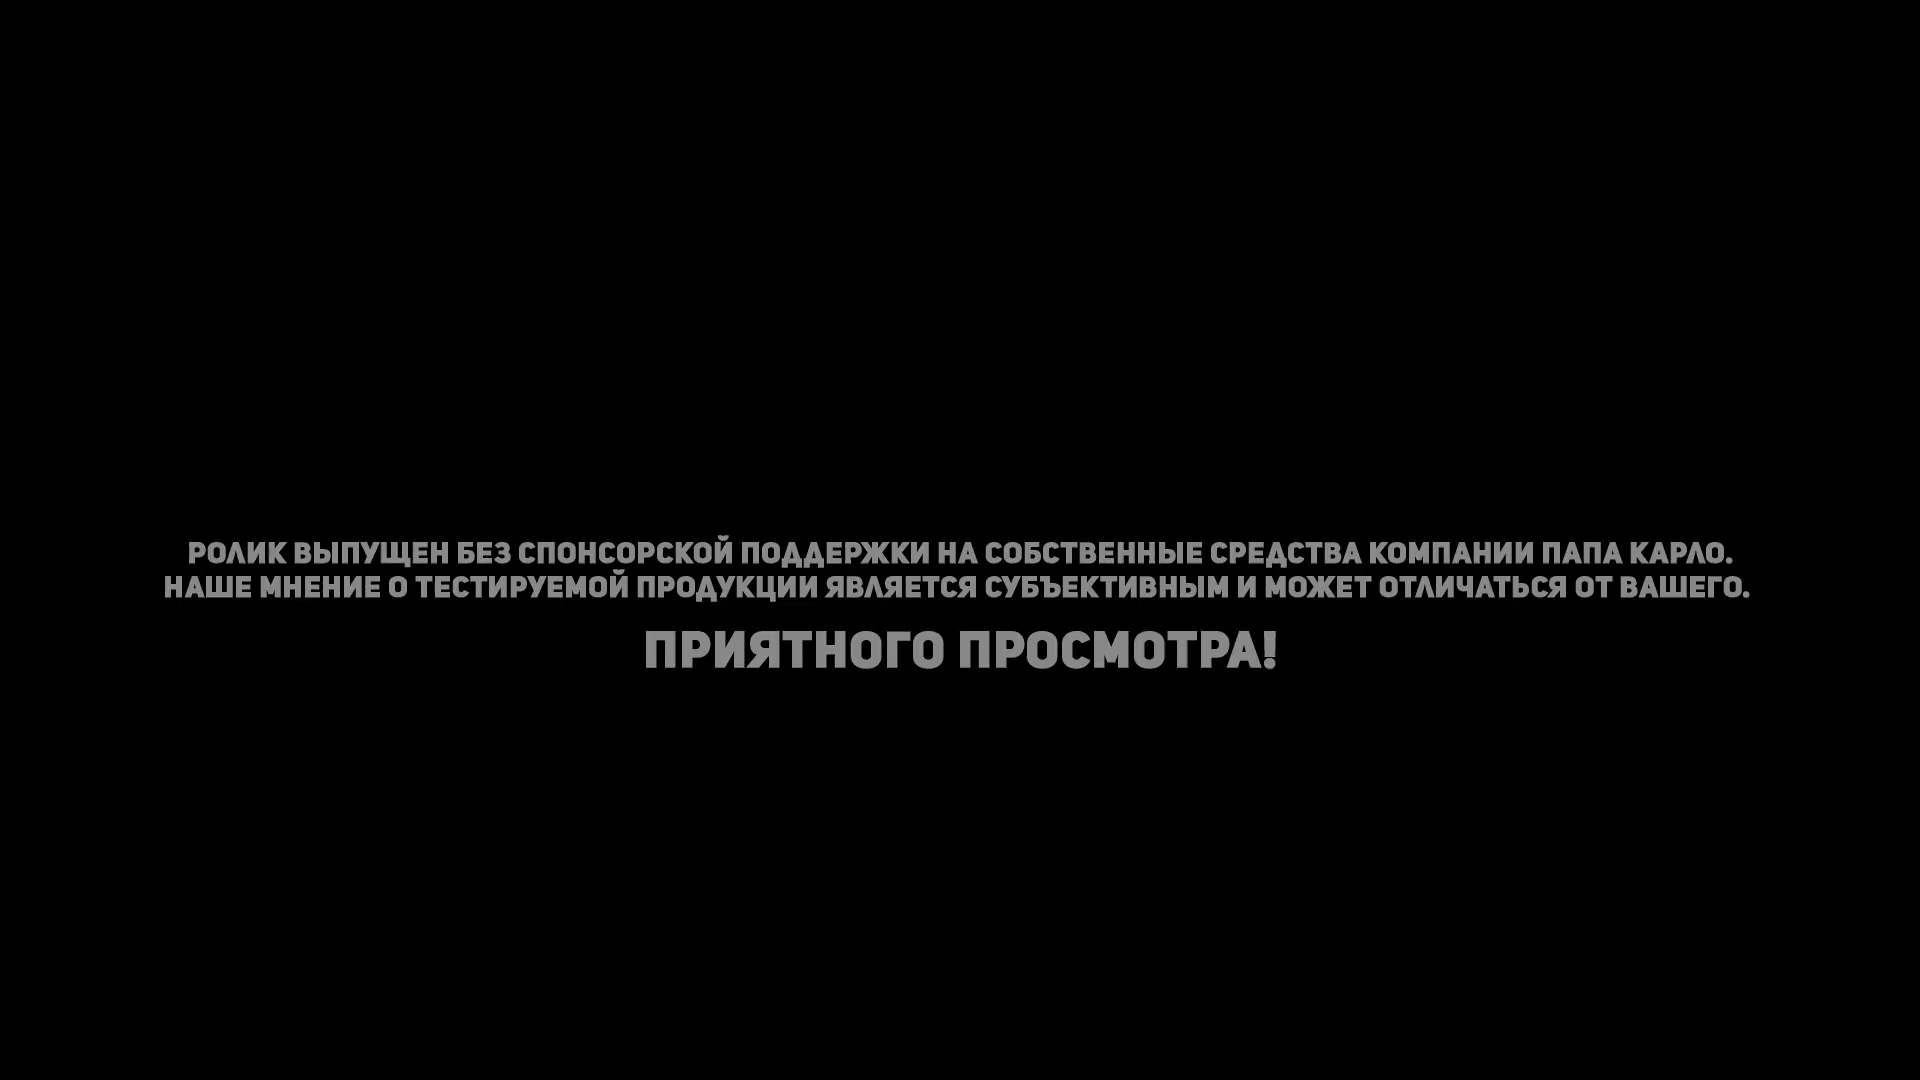 РОЛИК ВЫПУЩЕН БЕЗ СПОНСОРСКОЙ ПОДДЕРЖКИ НА СОБСТВЕННЫЕ СРЕДСТВА КОМПАНИИ ПАПА КАРЛО.
НАШЕ МНЕНИЕ О ТЕСТИРУЕМОЙ ПРОДУКЦИИ ЯВЛЯЕТСЯ СУБЪЕКТИВНЫМ И МОЖЕТ ОТЛИЧАТЬСЯ ОТ ВАШЕГО.
ПРИЯТНОГО ПРОСМОТРА!